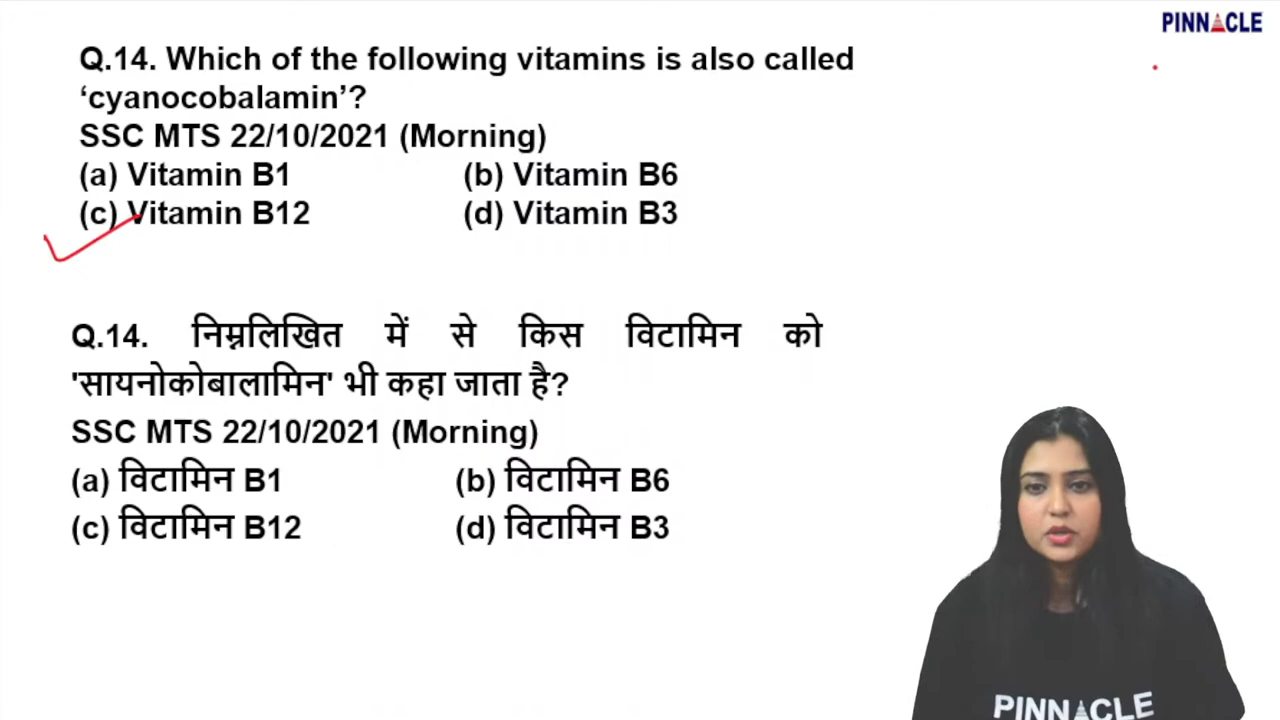 PINNACLE
Q.14. Which of the following vitamins is also called
‘cyanocobalamin’?
SSC MTS 22/10/2021 (Morning)
(a) Vitamin B1 (b) Vitamin B6
(c) Vitamin B12 (d) Vitamin B3
Q.14. निम्नलिखित में से किस विटामिन को
'सायनोकोबालामिन' भी कहा जाता है?
SSC MTS 22/10/2021 (Morning)
(a) विटामिन B1 (b) विटामिन B6
(c) विटामिन B12 (d) विटामिन B3
PINNACLE